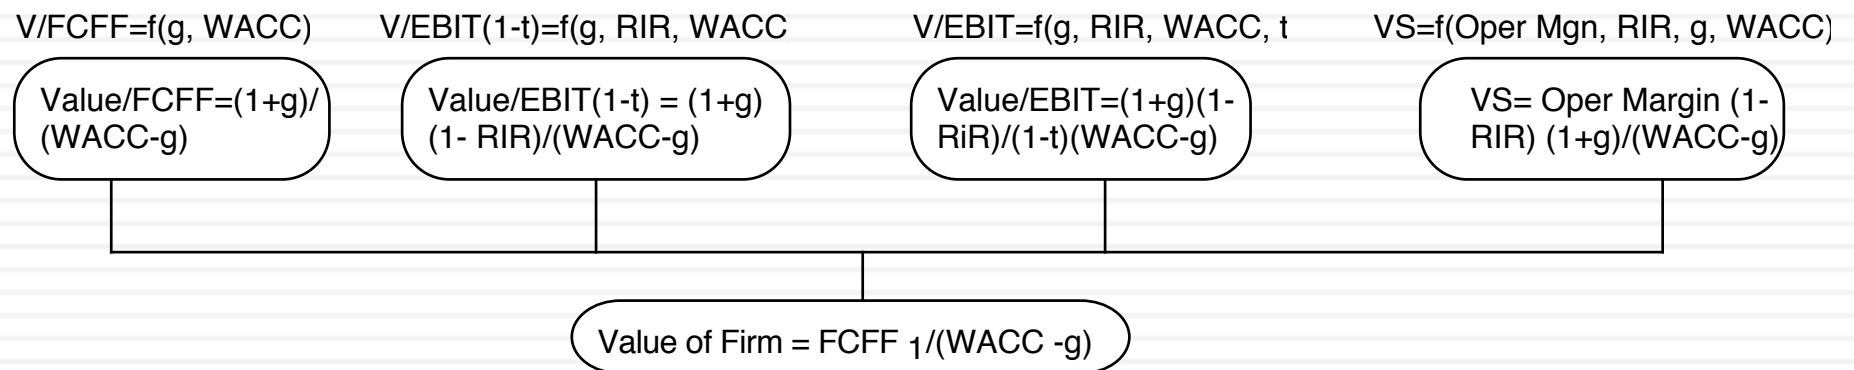 V/FCFF=f(g, WACC) V/EBIT(1-t)=f(g, RIR, WACC V/EBIT=f(g, RIR, WACC, t VS=f(Oper Mgn, RIR, g, WACC)
Value/FCFF=(1+g)/
(WACC-g)
Value/EBIT(1-t) = (1+g)
(1- RIR)/(WACC-g)
Value/EBIT=(1+g)(1-
RiR)/(1-t)(WACC-g)
VS= Oper Margin (1-
RIR) (1+g)/(WACC-g)
Value of Firm = FCFF 1/(WACC -g)